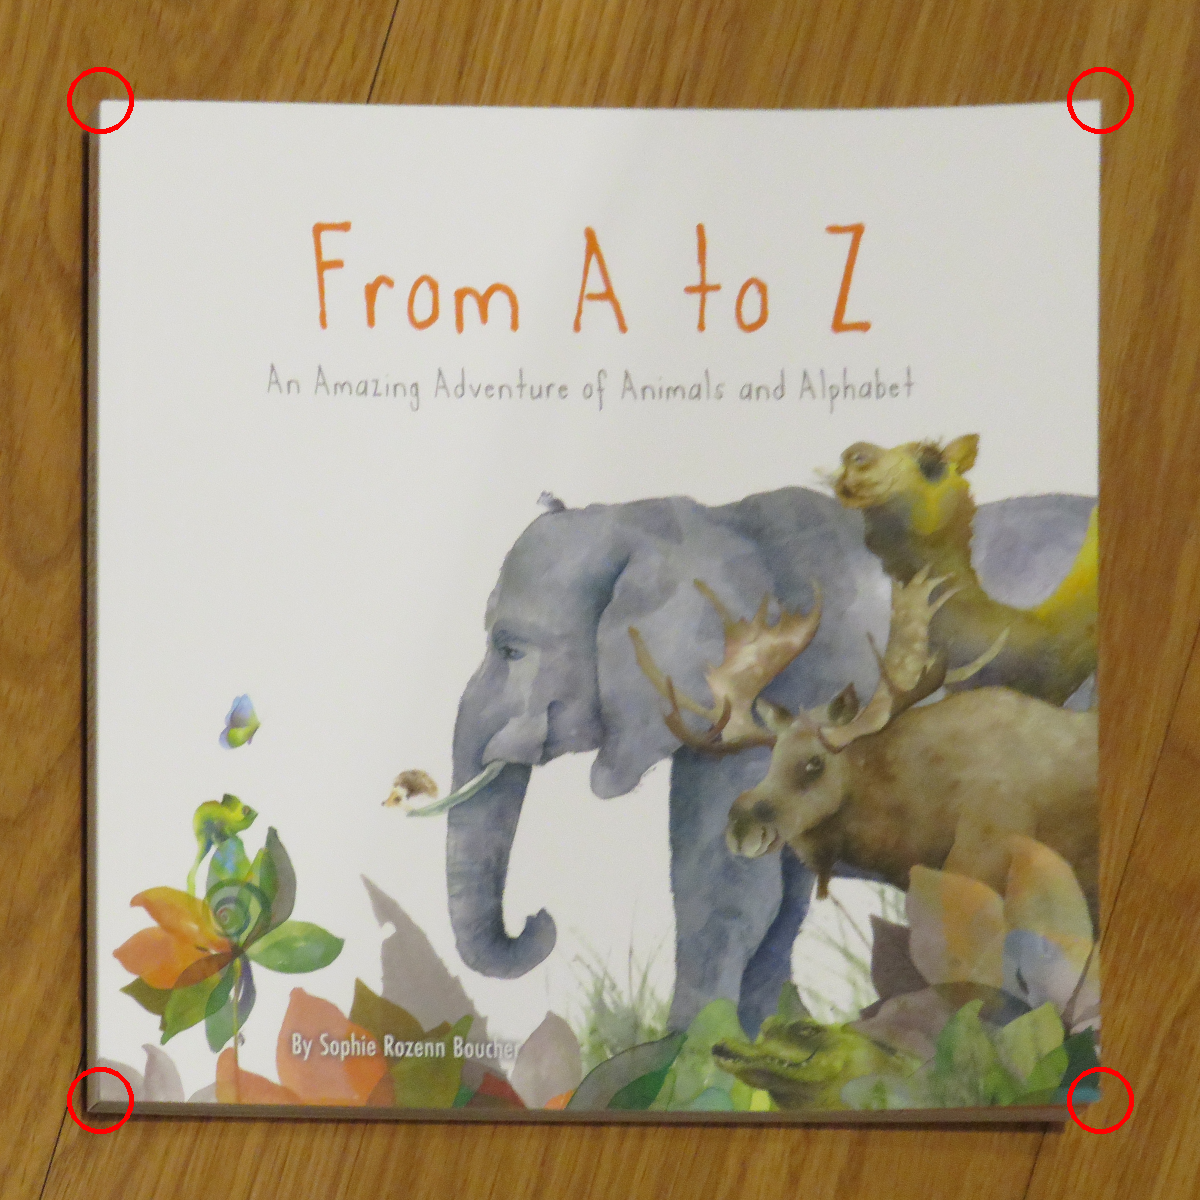 From A to Z
An Amazing Adventure of Animals and Alphabet
By Sophie Rozenn Boucher